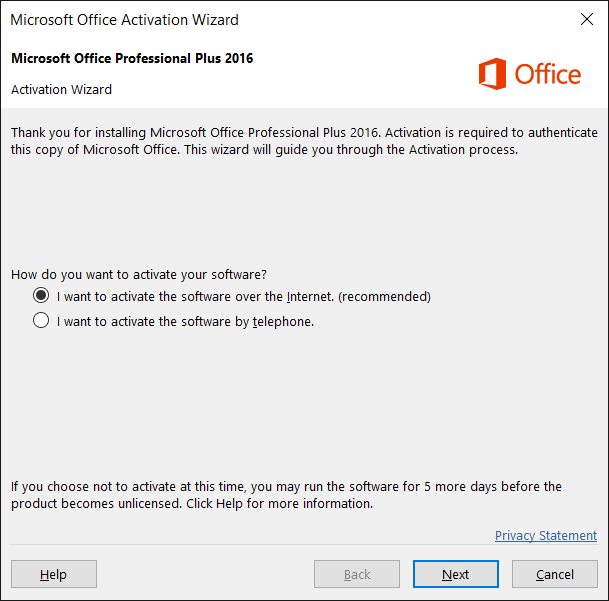 Microsoft Office Activation Wizard
Microsoft Office Professional Plus 2016
Office
Activation Wizard
Thank you for installing Microsoft Office Professional Plus 2016. Activation is required to authenticate
this copy of Microsoft Office. This wizard will guide you through the Activation process.
How do you want to activate your software?
I want to activate the software over the Internet. (recommended)
I want to activate the software by telephone.
If you choose not to activate at this time, you may run the software for 5 more days before the
product becomes unlicensed. Click Help for more information.
Privacy Statement
Help
Back
Next
Cancel